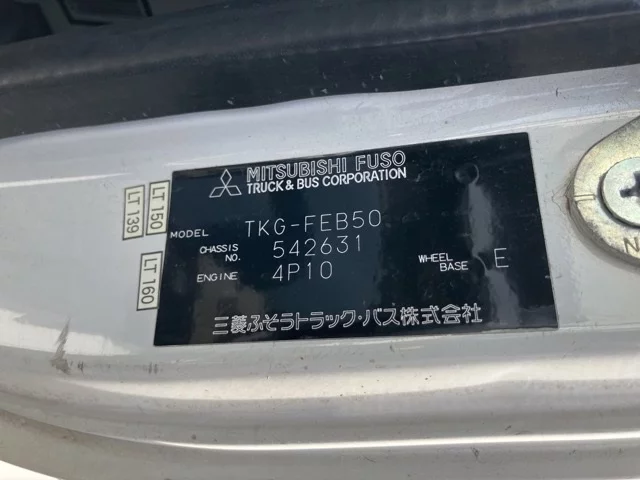 MITSUBISHI FUSO
TRUCK & BUS CORPORATION
LT 150
LT 139
LT 160
MODEL TKG-FEB50
CHASSIS NO. 542631
ENGINE 4P10
WHEEL BASE E
三菱ふそうトラック・バス株式会社
N